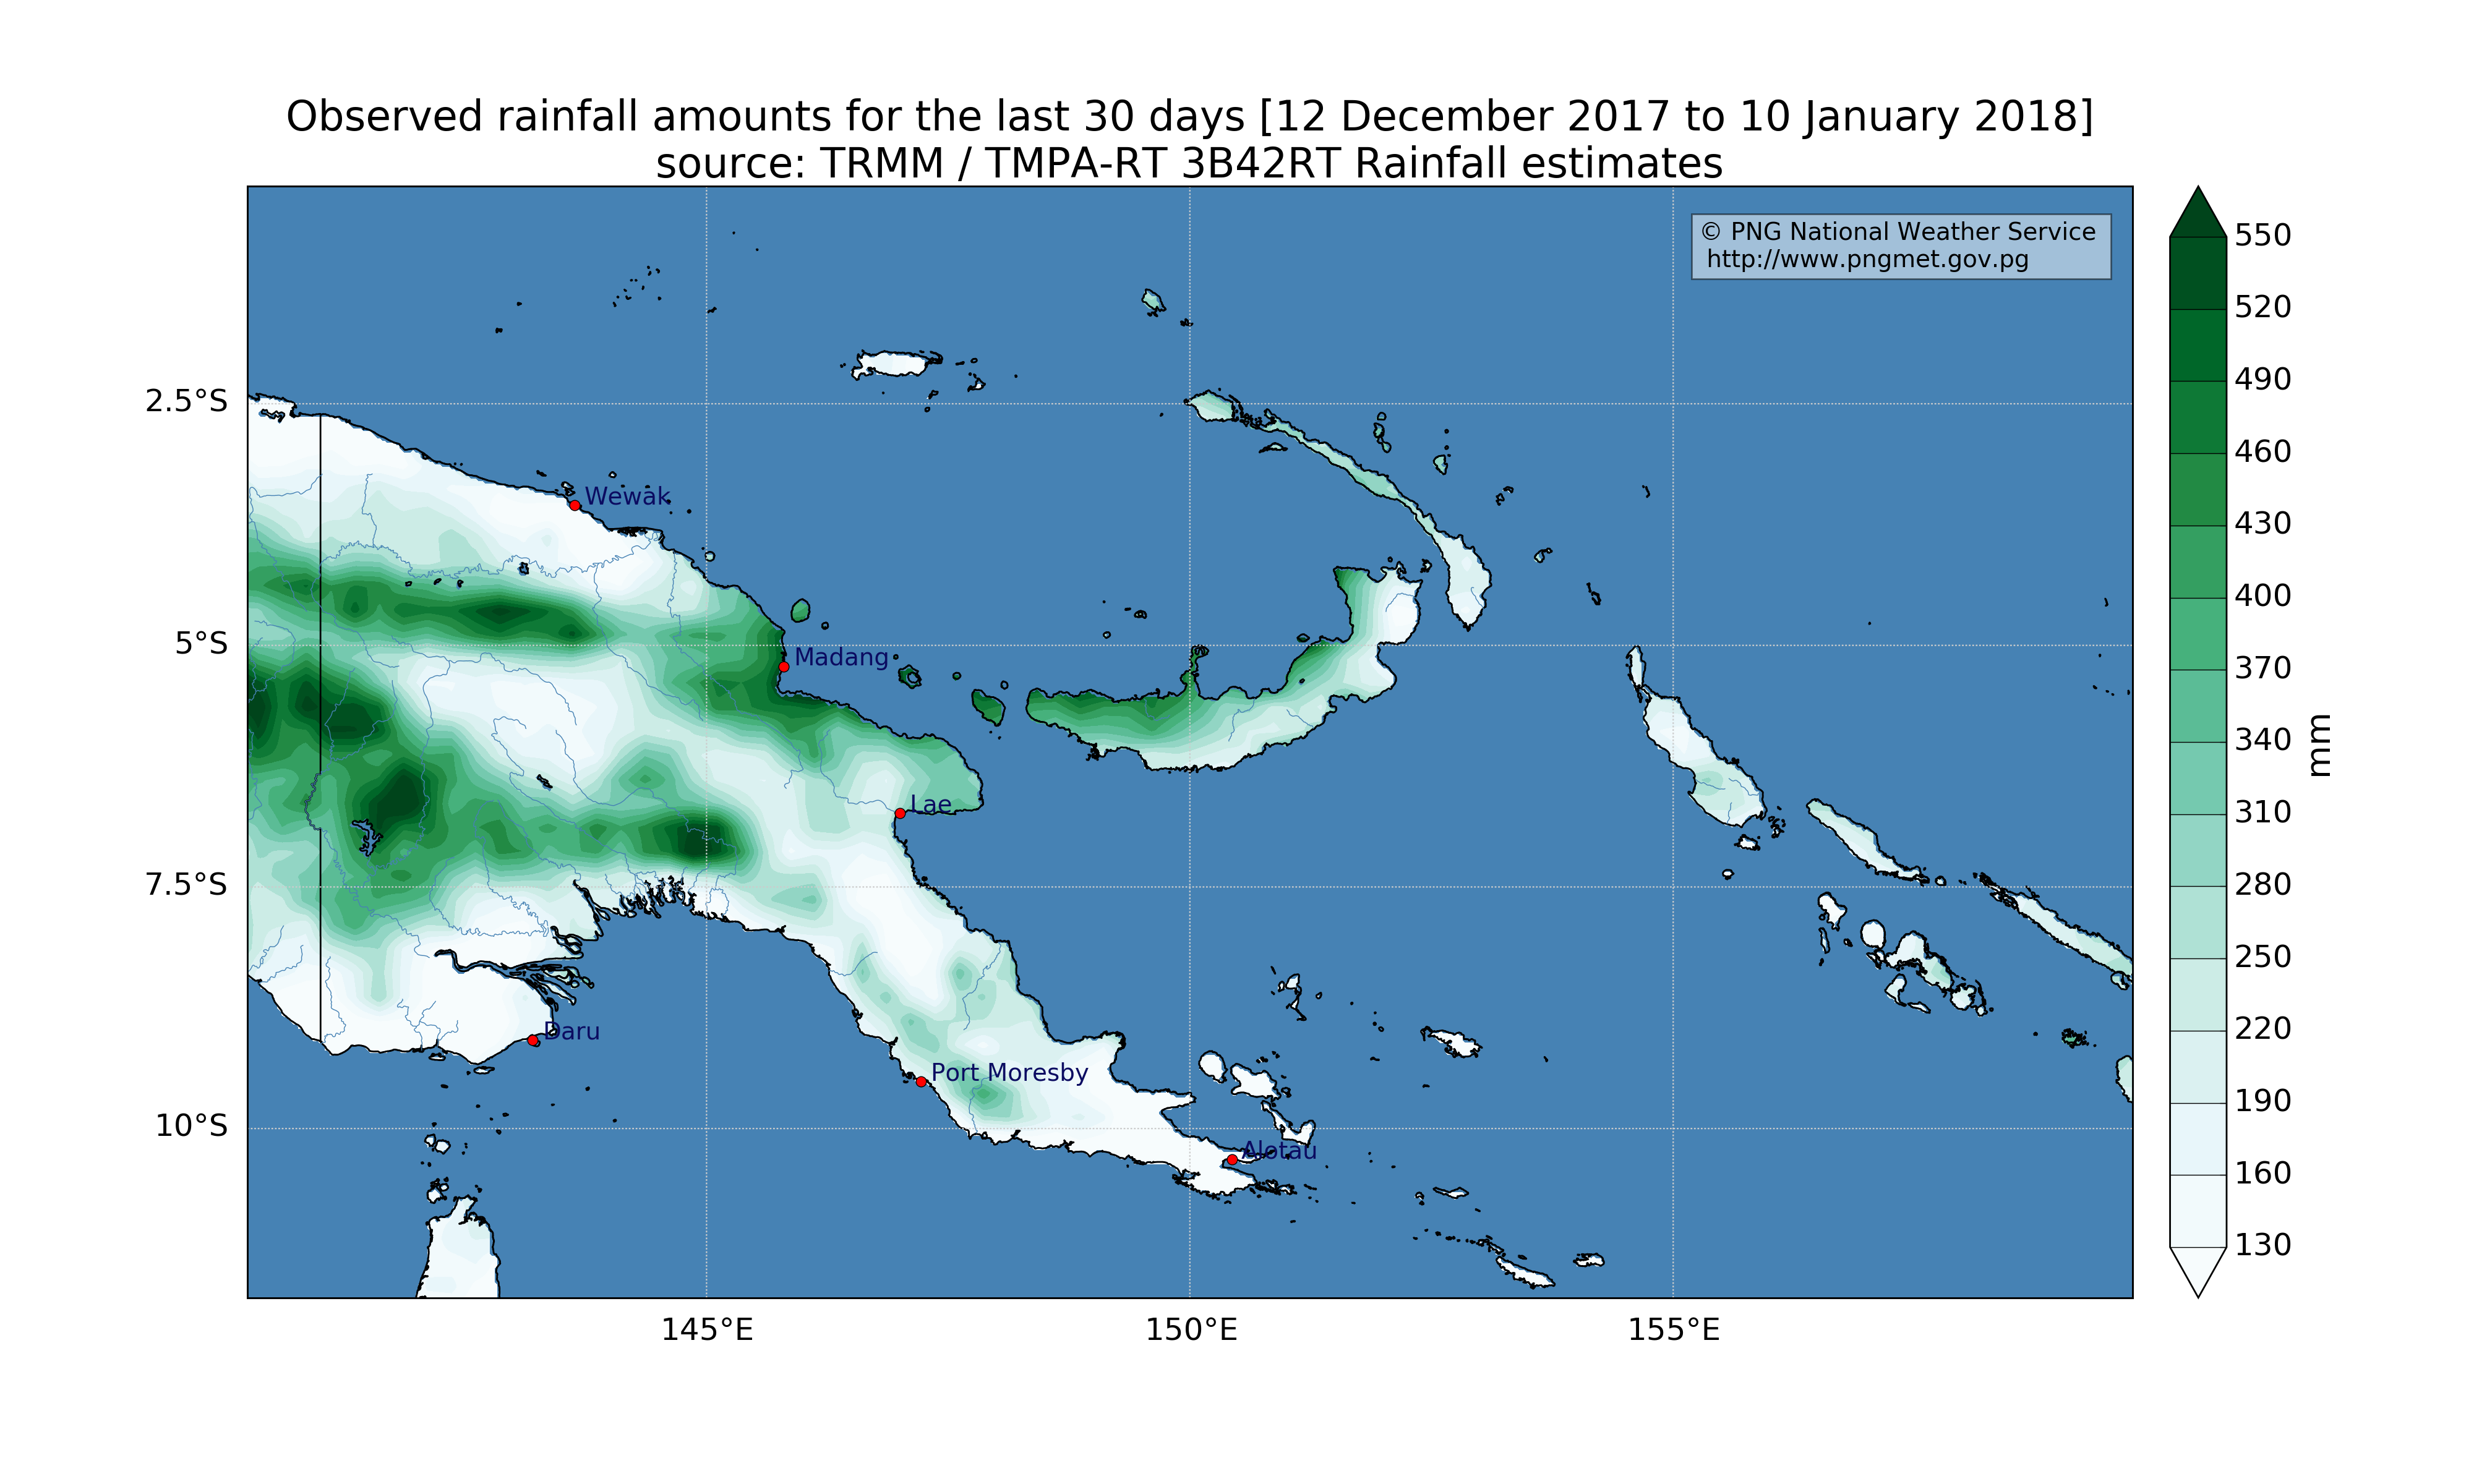 Observed rainfall amounts for the last 30 days [12 December 2017 to 10 January 2018]
source: TRMM / TMPA-RT 3B42RT Rainfall estimates
© PNG National Weather Service
http://www.pngmet.gov.pg
550
520
490
460
430
400
370
340
310
280
250
220
190
160
130
mm
2.5°S
5°S
7.5°S
10°S
Wewak
Madang
Lae
Daru
Port Moresby
Alotau
145°E
150°E
155°E